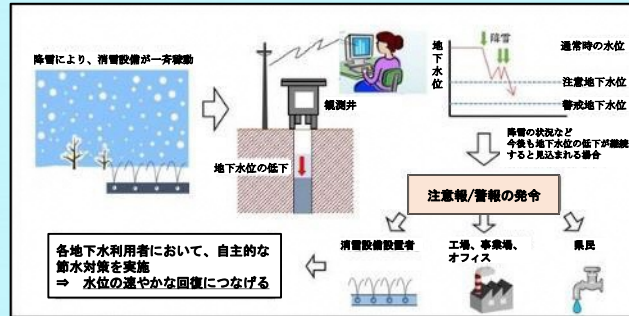 降雪により、消雪設備が一斉稼動
観測井
地下水位の低下
地下水位
降雪
通常時の水位
注意地下水位
警戒地下水位
降雪の状況など
今後も地下水位の低下が継続
すると見込まれる場合
注意報/警報の発令
消雪設備設置者
工場、事業場、
オフィス
県民
各地下水利用者において、自主的な
節水対策を実施
⇒ 水位の速やかな回復につなげる